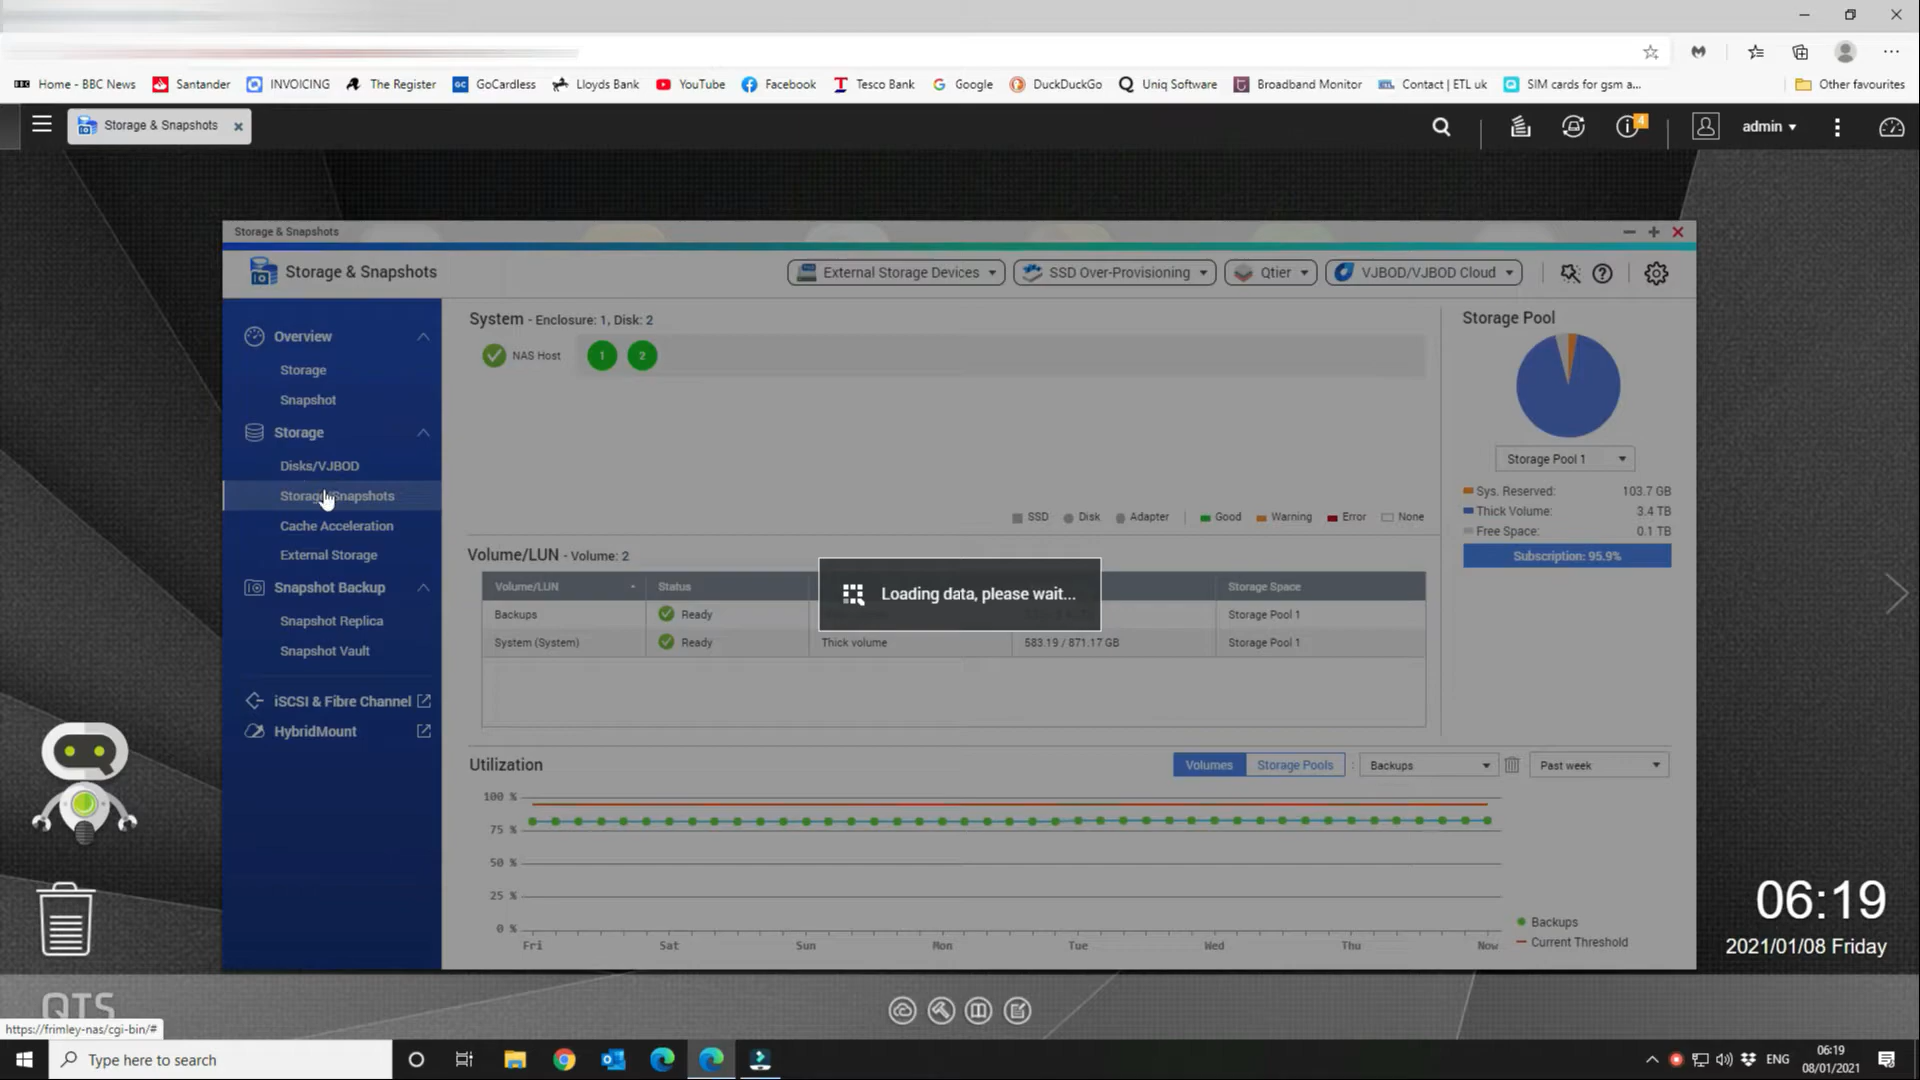 Home - BBC News
Santander
INVOICING
The Register
GoCardless
Lloyds Bank
YouTube
Facebook
Tesco Bank
Google
DuckDuckGo
Uniq Software
Broadband Monitor
Contact | ETL uk
SIM cards for gsm a...
Other favourites
Storage & Snapshots
4
admin
Storage & Snapshots
Storage & Snapshots
External Storage Devices
SSD Over-Provisioning
Qtier
VJBOD/VJBOD Cloud
Overview
Storage
Snapshot
Storage
Disks/VJBOD
Storage/Snapshots
Cache Acceleration
External Storage
Snapshot Backup
Snapshot Replica
Snapshot Vault
iSCSI & Fibre Channel
HybridMount
System - Enclosure: 1, Disk: 2
NAS Host 1 2
SSD Disk Adapter Good Warning Error None
Volume/LUN - Volume: 2
Volume/LUN Status Storage Space
Backups Ready Storage Pool 1
System (System) Ready Thick volume 583.19 / 871.17 GB Storage Pool 1
Loading data, please wait...
Storage Pool
Storage Pool 1
Sys. Reserved: 103.7 GB
Thick Volume: 3.4 TB
Free Space: 0.1 TB
Subscription: 95.9%
Utilization
Volumes Storage Pools : Backups Past week
100 %
75 %
50 %
25 %
0 %
Fri Sat Sun Mon Tue Wed Thu Now
Backups
Current Threshold
06:19
2021/01/08 Friday
QTS
https://frimley-nas/cgi-bin/#
Type here to search
ENG
06:19
08/01/2021